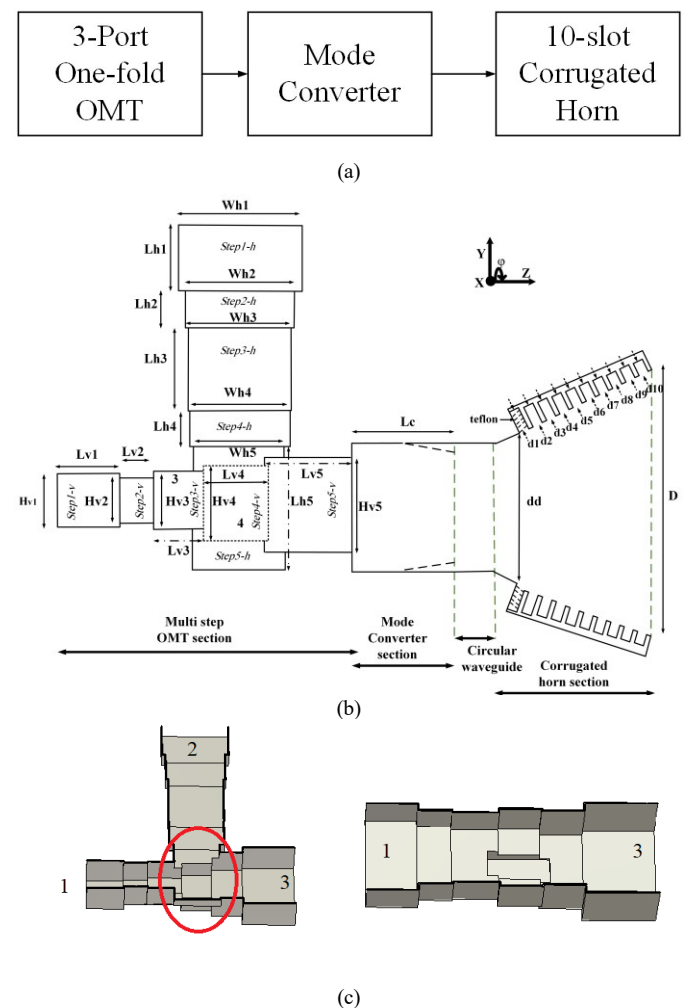 3-Port
One-fold
OMT
Mode
Converter
10-slot
Corrugated
Horn
(a)
Wh1
Lh1
Step1-h
Wh2
Lh2
Step2-h
Wh3
Lh3
Step3-h
Wh4
Lh4
Step4-h
Wh5
Y
φ
X
Z
Lv1
Lv2
3
Lv4
Lv5
Hv1
Step1-v
Hv2
Step2-v
Hv3
Step3-v
Hv4
4
Step4-v
Lh5
Step5-v
Hv5
Lv3
Step5-h
Lc
teflon
d1
d2
d3
d4
d5
d6
d7
d8
d9
d10
dd
D
Multi step
OMT section
Mode
Converter
section
Circular
waveguide
Corrugated
horn section
(b)
2
1
3
1
3
(c)